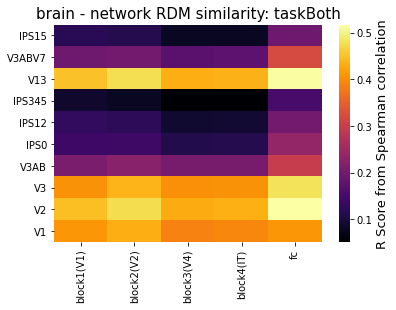 brain - network RDM similarity: taskBoth
IPS15
V3ABV7
V13
IPS345
IPS12
IPS0
V3AB
V3
V2
V1
block1(V1)
block2(V2)
block3(V4)
block4(IT)
fc
0.5
0.4
0.3
0.2
0.1
R Score from Spearman correlation